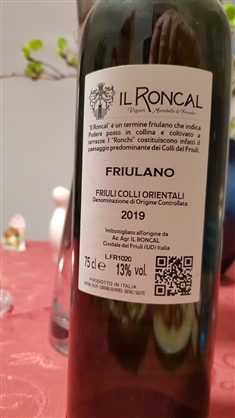 IL RONCAL
Vigneti Montebello di Fornalis
"Il Roncal" è un termine friulano che indica
Podere posto in collina e coltivato a
terrazze. I "Ronchi" costituiscono infatti il
paesaggio predominante dei Colli del Friuli.
FRIULANO
FRIULI COLLI ORIENTALI
Denominazione di Origine Controllata
2019
Imbottigliato all'origine da
Az. Agr. IL RONCAL
Cividale del Friuli (UD) Italia
L.FR1020
75 cl e 13% vol.
PRODOTTO IN ITALIA